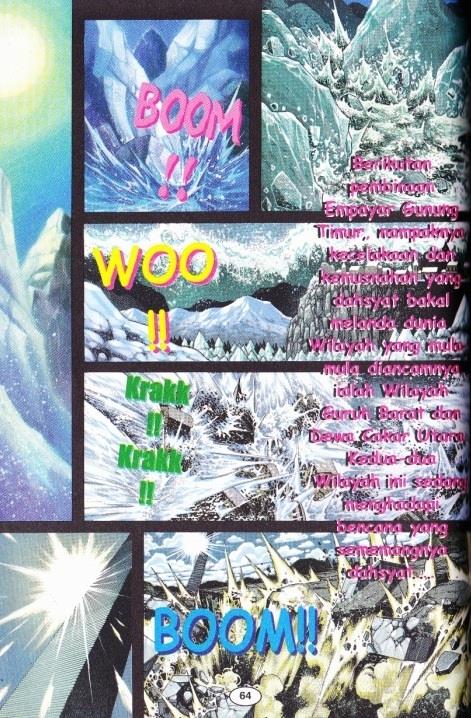 BOOM
!!
Berikutan
pembinaan
Empayar Gunung
Timur, nampaknya
kecelakaan dan
kemusnahan yang
dahsyat bakal
melanda dunia.
Wilayah yang mula-
mula diancamnya
ialah Wilayah
Guruh Barat dan
Dewa Cakar Utara.
Kedua-dua
Wilayah ini sedang
menghadapi
bencana yang
sememangnya
dahsyat...
WOO
!!
Krakk
!!
Krakk
!!
BOOM!!
64